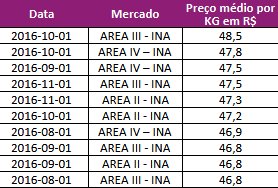 Data Mercado Preço médio por KG em R$
2016-10-01 AREA III - INA 48,5
2016-10-01 AREA IV – INA 47,8
2016-09-01 AREA IV – INA 47,5
2016-11-01 AREA III - INA 47,5
2016-11-01 AREA II - INA 47,3
2016-10-01 AREA II - INA 47,2
2016-08-01 AREA IV – INA 46,9
2016-09-01 AREA III - INA 46,8
2016-09-01 AREA II - INA 46,8
2016-08-01 AREA III - INA 46,8